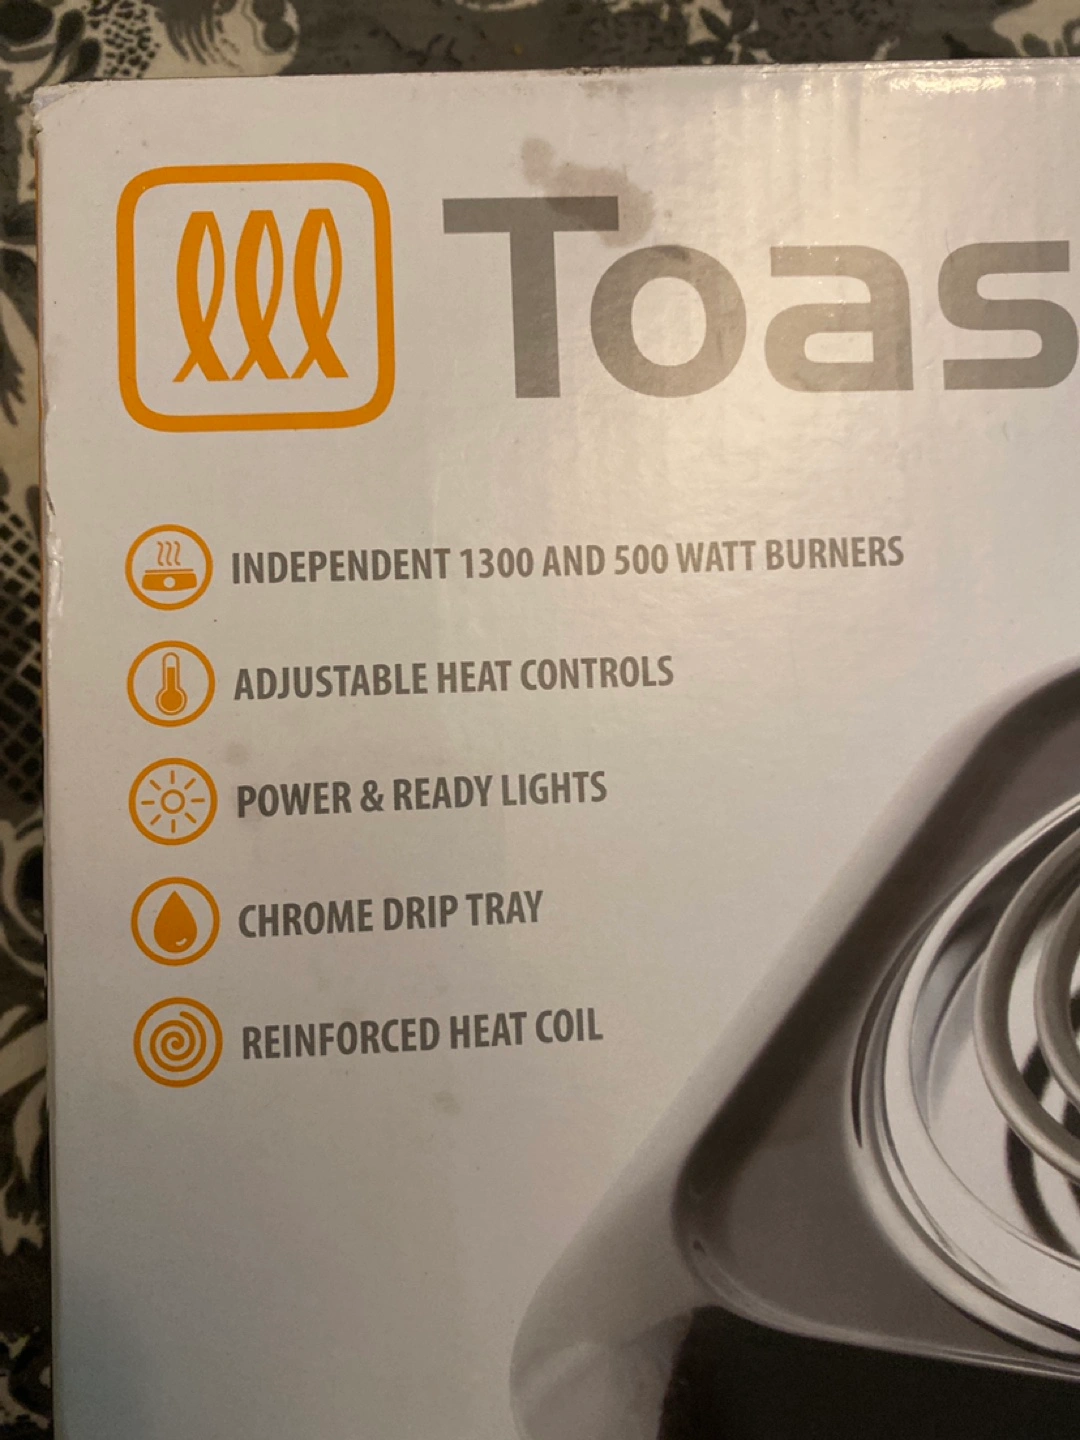 Toas
INDEPENDENT 1300 AND 500 WATT BURNERS
ADJUSTABLE HEAT CONTROLS
POWER & READY LIGHTS
CHROME DRIP TRAY
REINFORCED HEAT COIL